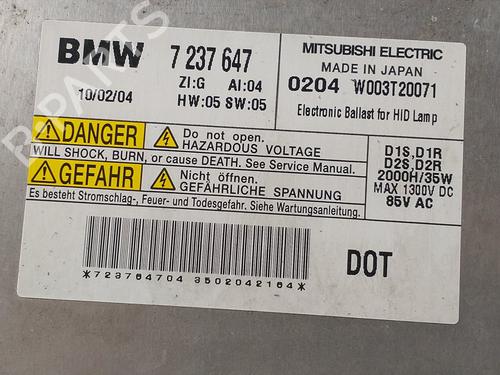 BMW 7 237 647
ZI:G AI:04
10/02/04 HW:05 SW:05
MITSUBISHI ELECTRIC
MADE IN JAPAN
0204 W003T20071
Electronic Ballast for HID Lamp
DANGER Do not open.
HAZARDOUS VOLTAGE
WILL SHOCK, BURN, or cause DEATH. See Service Manual.
GEFAHR Nicht öffnen.
GEFÄHRLICHE SPANNUNG
Es besteht Stromschlag-, Feuer- und Todesgefahr. Siehe Wartungsanleitung.
D1S,D1R
D2S,D2R
2000H/35W
MAX 1300V DC
85V AC
*723764704 3502042164*
DOT